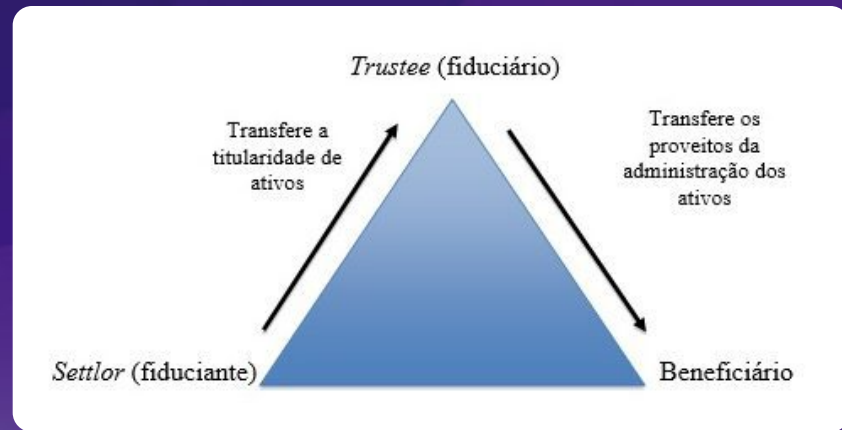 Trustee (fiduciário)
Transfere a
titularidade de
ativos
Transfere os
proveitos da
administração dos
ativos
Settlor (fiduciante)
Beneficiário